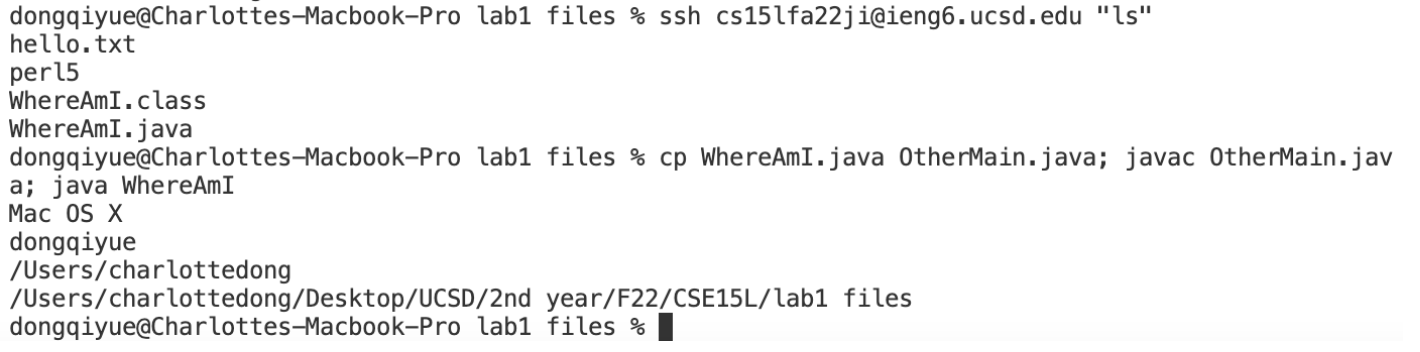 dongqiyue@Charlottes-Macbook-Pro lab1 files % ssh cs15lfa22ji@ieng6.ucsd.edu "ls"
hello.txt
perl5
WhereAmI.class
WhereAmI.java
dongqiyue@Charlottes-Macbook-Pro lab1 files % cp WhereAmI.java OtherMain.java; javac OtherMain.jav
a; java WhereAmI
Mac OS X
dongqiyue
/Users/charlottedong
/Users/charlottedong/Desktop/UCSD/2nd year/F22/CSE15L/lab1 files
dongqiyue@Charlottes-Macbook-Pro lab1 files %